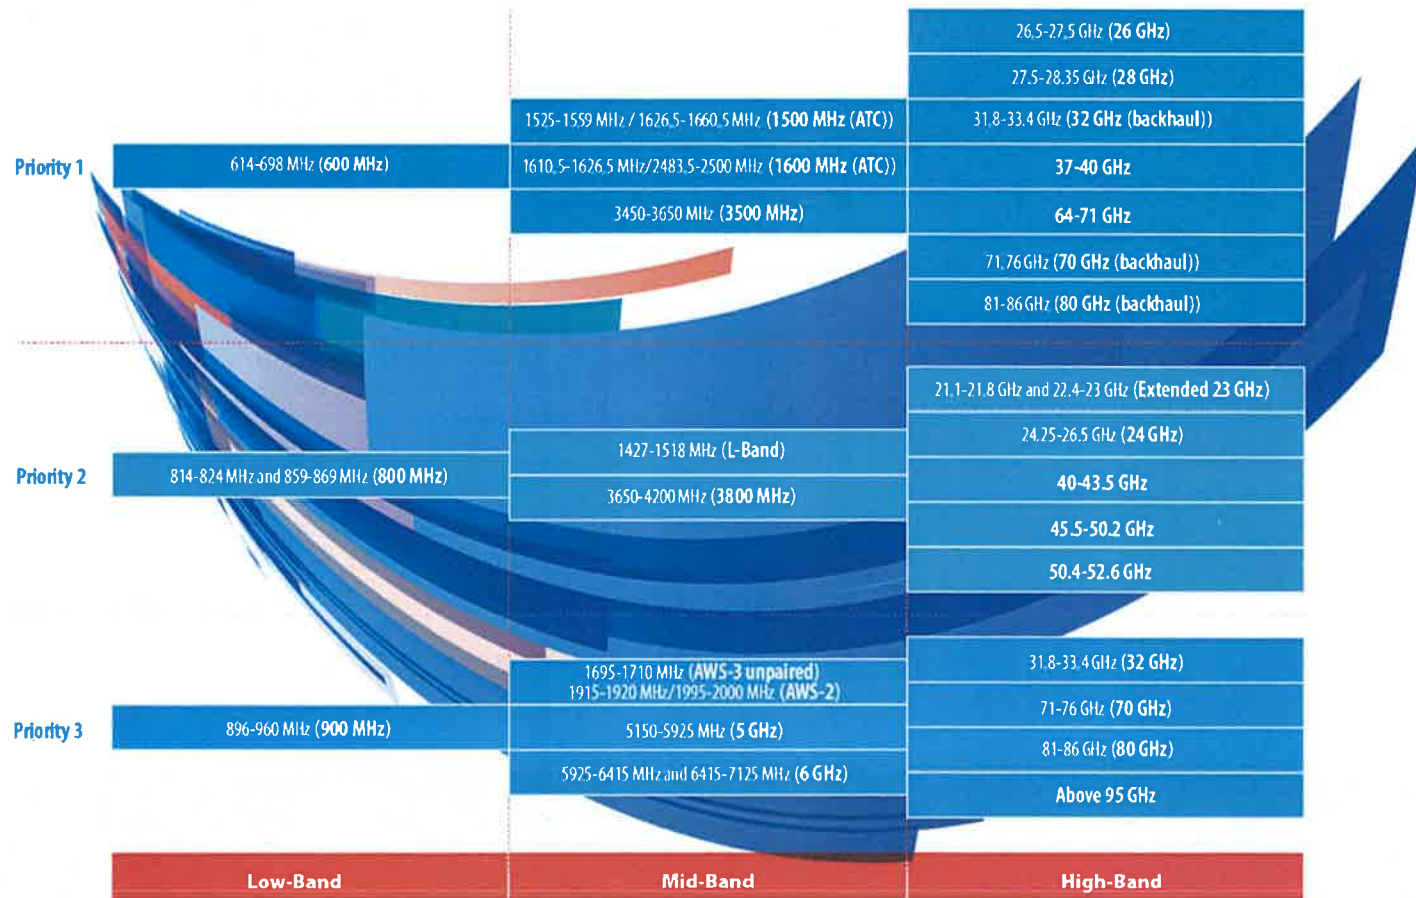 Priority 1
614-698 MHz (600 MHz)
1525-1559 MHz / 1626.5-1660.5 MHz (1500 MHz (ATC))
1610.5-1626.5 MHz/2483.5-2500 MHz (1600 MHz (ATC))
3450-3650 MHz (3500 MHz)
26.5-27.5 GHz (26 GHz)
27.5-28.35 GHz (28 GHz)
31.8-33.4 GHz (32 GHz (backhaul))
37-40 GHz
64-71 GHz
71.76 GHz (70 GHz (backhaul))
81-86 GHz (80 GHz (backhaul))
Priority 2
814-824 MHz and 859-869 MHz (800 MHz)
1427-1518 MHz (L-Band)
3650-4200 MHz (3800 MHz)
21.1-21.8 GHz and 22.4-23 GHz (Extended 23 GHz)
24.25-26.5 GHz (24 GHz)
40-43.5 GHz
45.5-50.2 GHz
50.4-52.6 GHz
Priority 3
896-960 MHz (900 MHz)
1695-1710 MHz (AWS-3 unpaired)
1915-1920 MHz/1995-2000 MHz (AWS-2)
5150-5925 MHz (5 GHz)
5925-6415 MHz and 6415-7125 MHz (6 GHz)
31.8-33.4 GHz (32 GHz)
71-76 GHz (70 GHz)
81-86 GHz (80 GHz)
Above 95 GHz
Low-Band
Mid-Band
High-Band